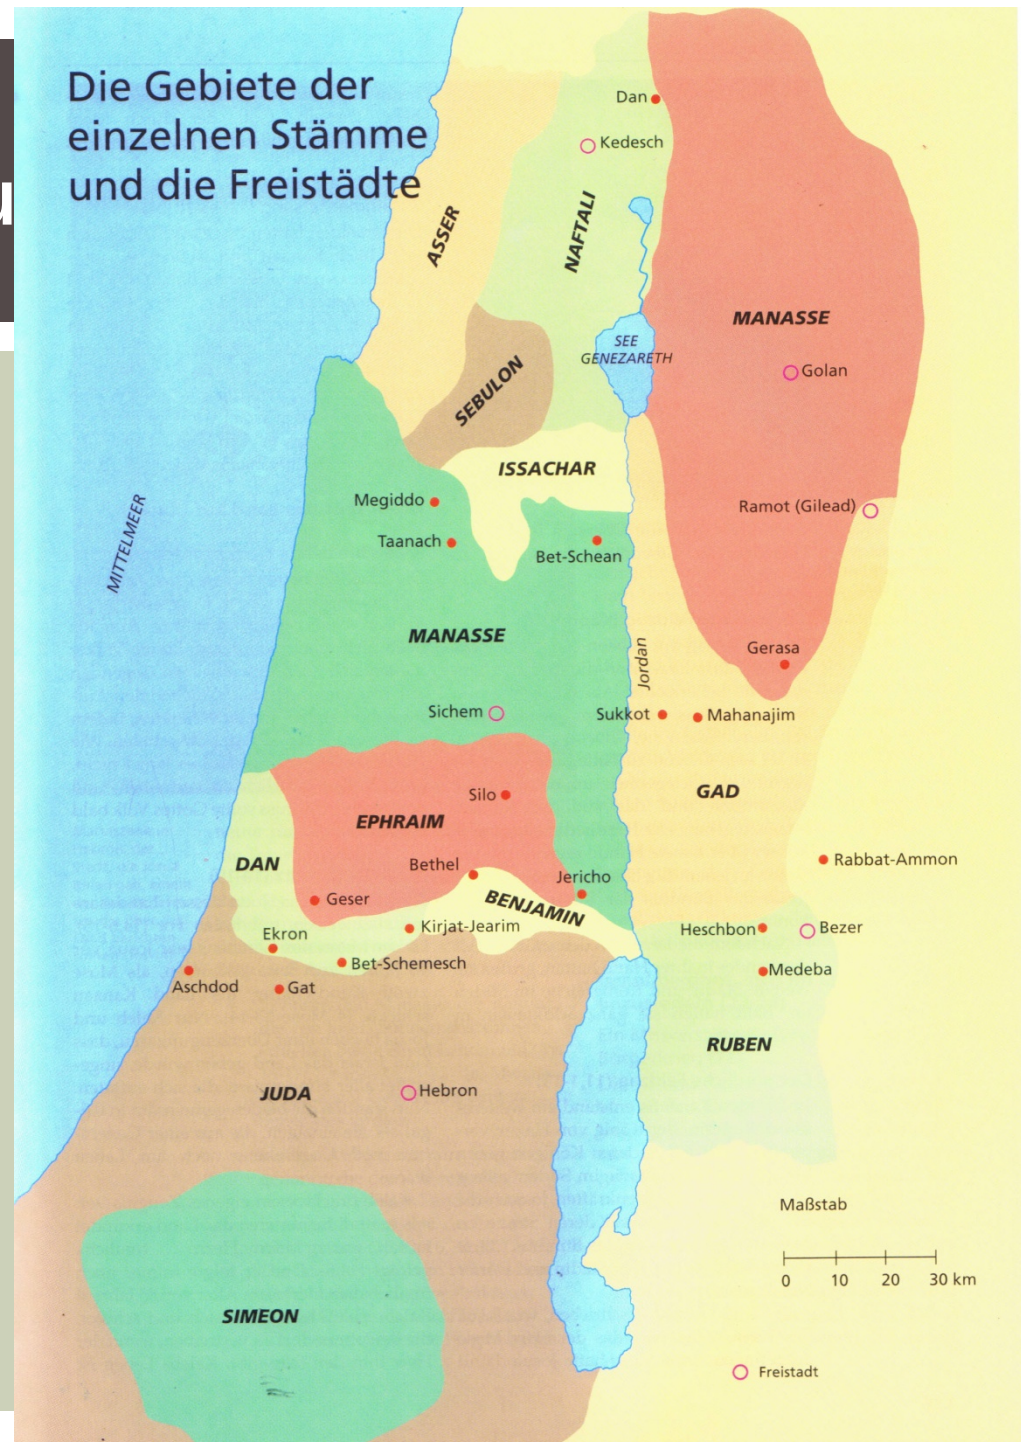 Die Gebiete der
einzelnen Stämme
und die Freistädte
u
Dan
Kedesch
ASSER
NAFTALI
MANASSE
SEE
GENEZARETH
Golan
SEBULON
ISSACHAR
Megiddo
Ramot (Gilead)
MITTELMEER
Taanach
Bet-Schean
MANASSE
Jordan
Gerasa
Sichem
Sukkot
Mahanajim
GAD
Silo
EPHRAIM
DAN
Bethel
Rabbat-Ammon
Jericho
Geser
BENJAMIN
Kirjat-Jearim
Heschbon
Bezer
Ekron
Bet-Schemesch
Medeba
Aschdod
Gat
RUBEN
JUDA
Hebron
Maßstab
0 10 20 30 km
SIMEON
Freistadt